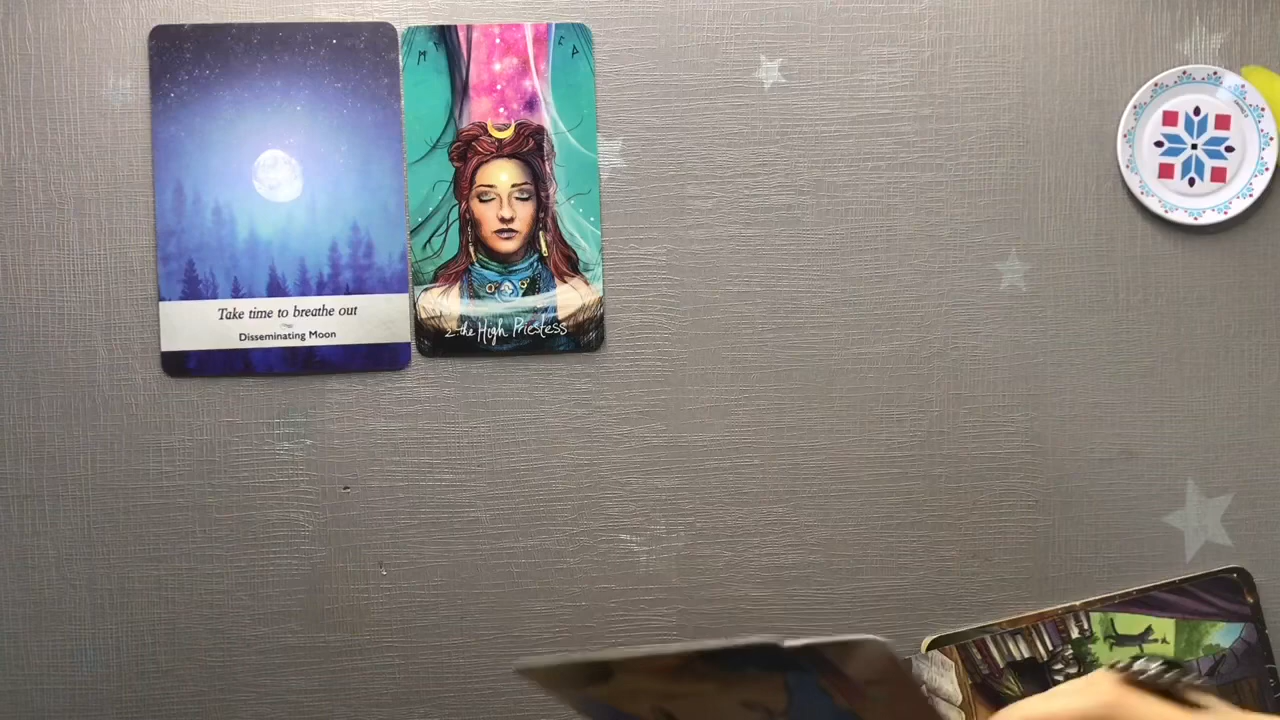 Take time to breathe out
Disseminating Moon
2-the High Priestess